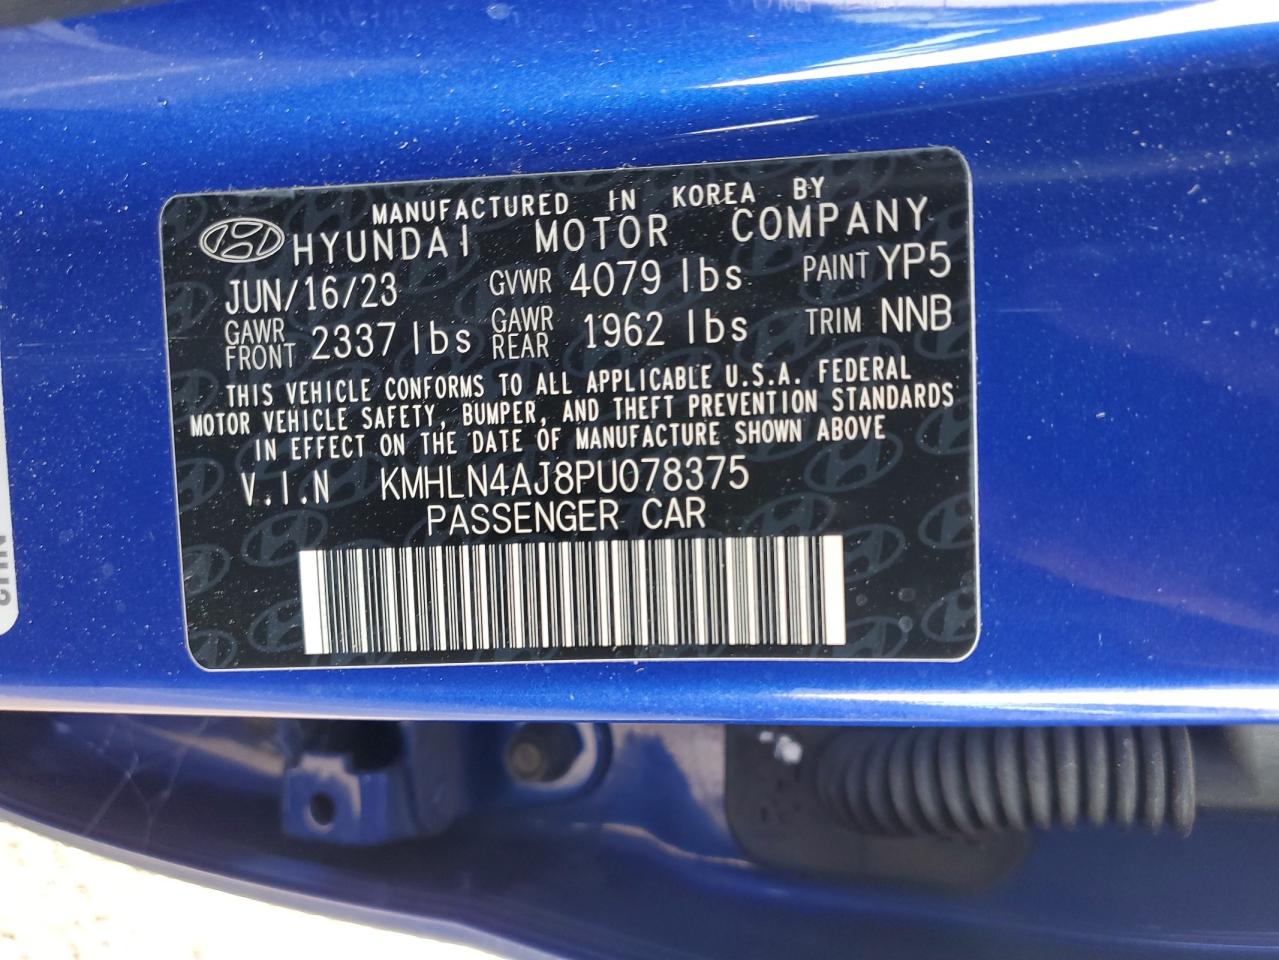 MANUFACTURED IN KOREA BY
HYUNDAI MOTOR COMPANY
JUN/16/23 GVWR 4079 lbs PAINT YP5
GAWR FRONT 2337 lbs GAWR REAR 1962 lbs TRIM NNB
THIS VEHICLE CONFORMS TO ALL APPLICABLE U.S.A. FEDERAL
MOTOR VEHICLE SAFETY, BUMPER, AND THEFT PREVENTION STANDARDS
IN EFFECT ON THE DATE OF MANUFACTURE SHOWN ABOVE
V.I.N KMHLN4AJ8PU078375
PASSENGER CAR